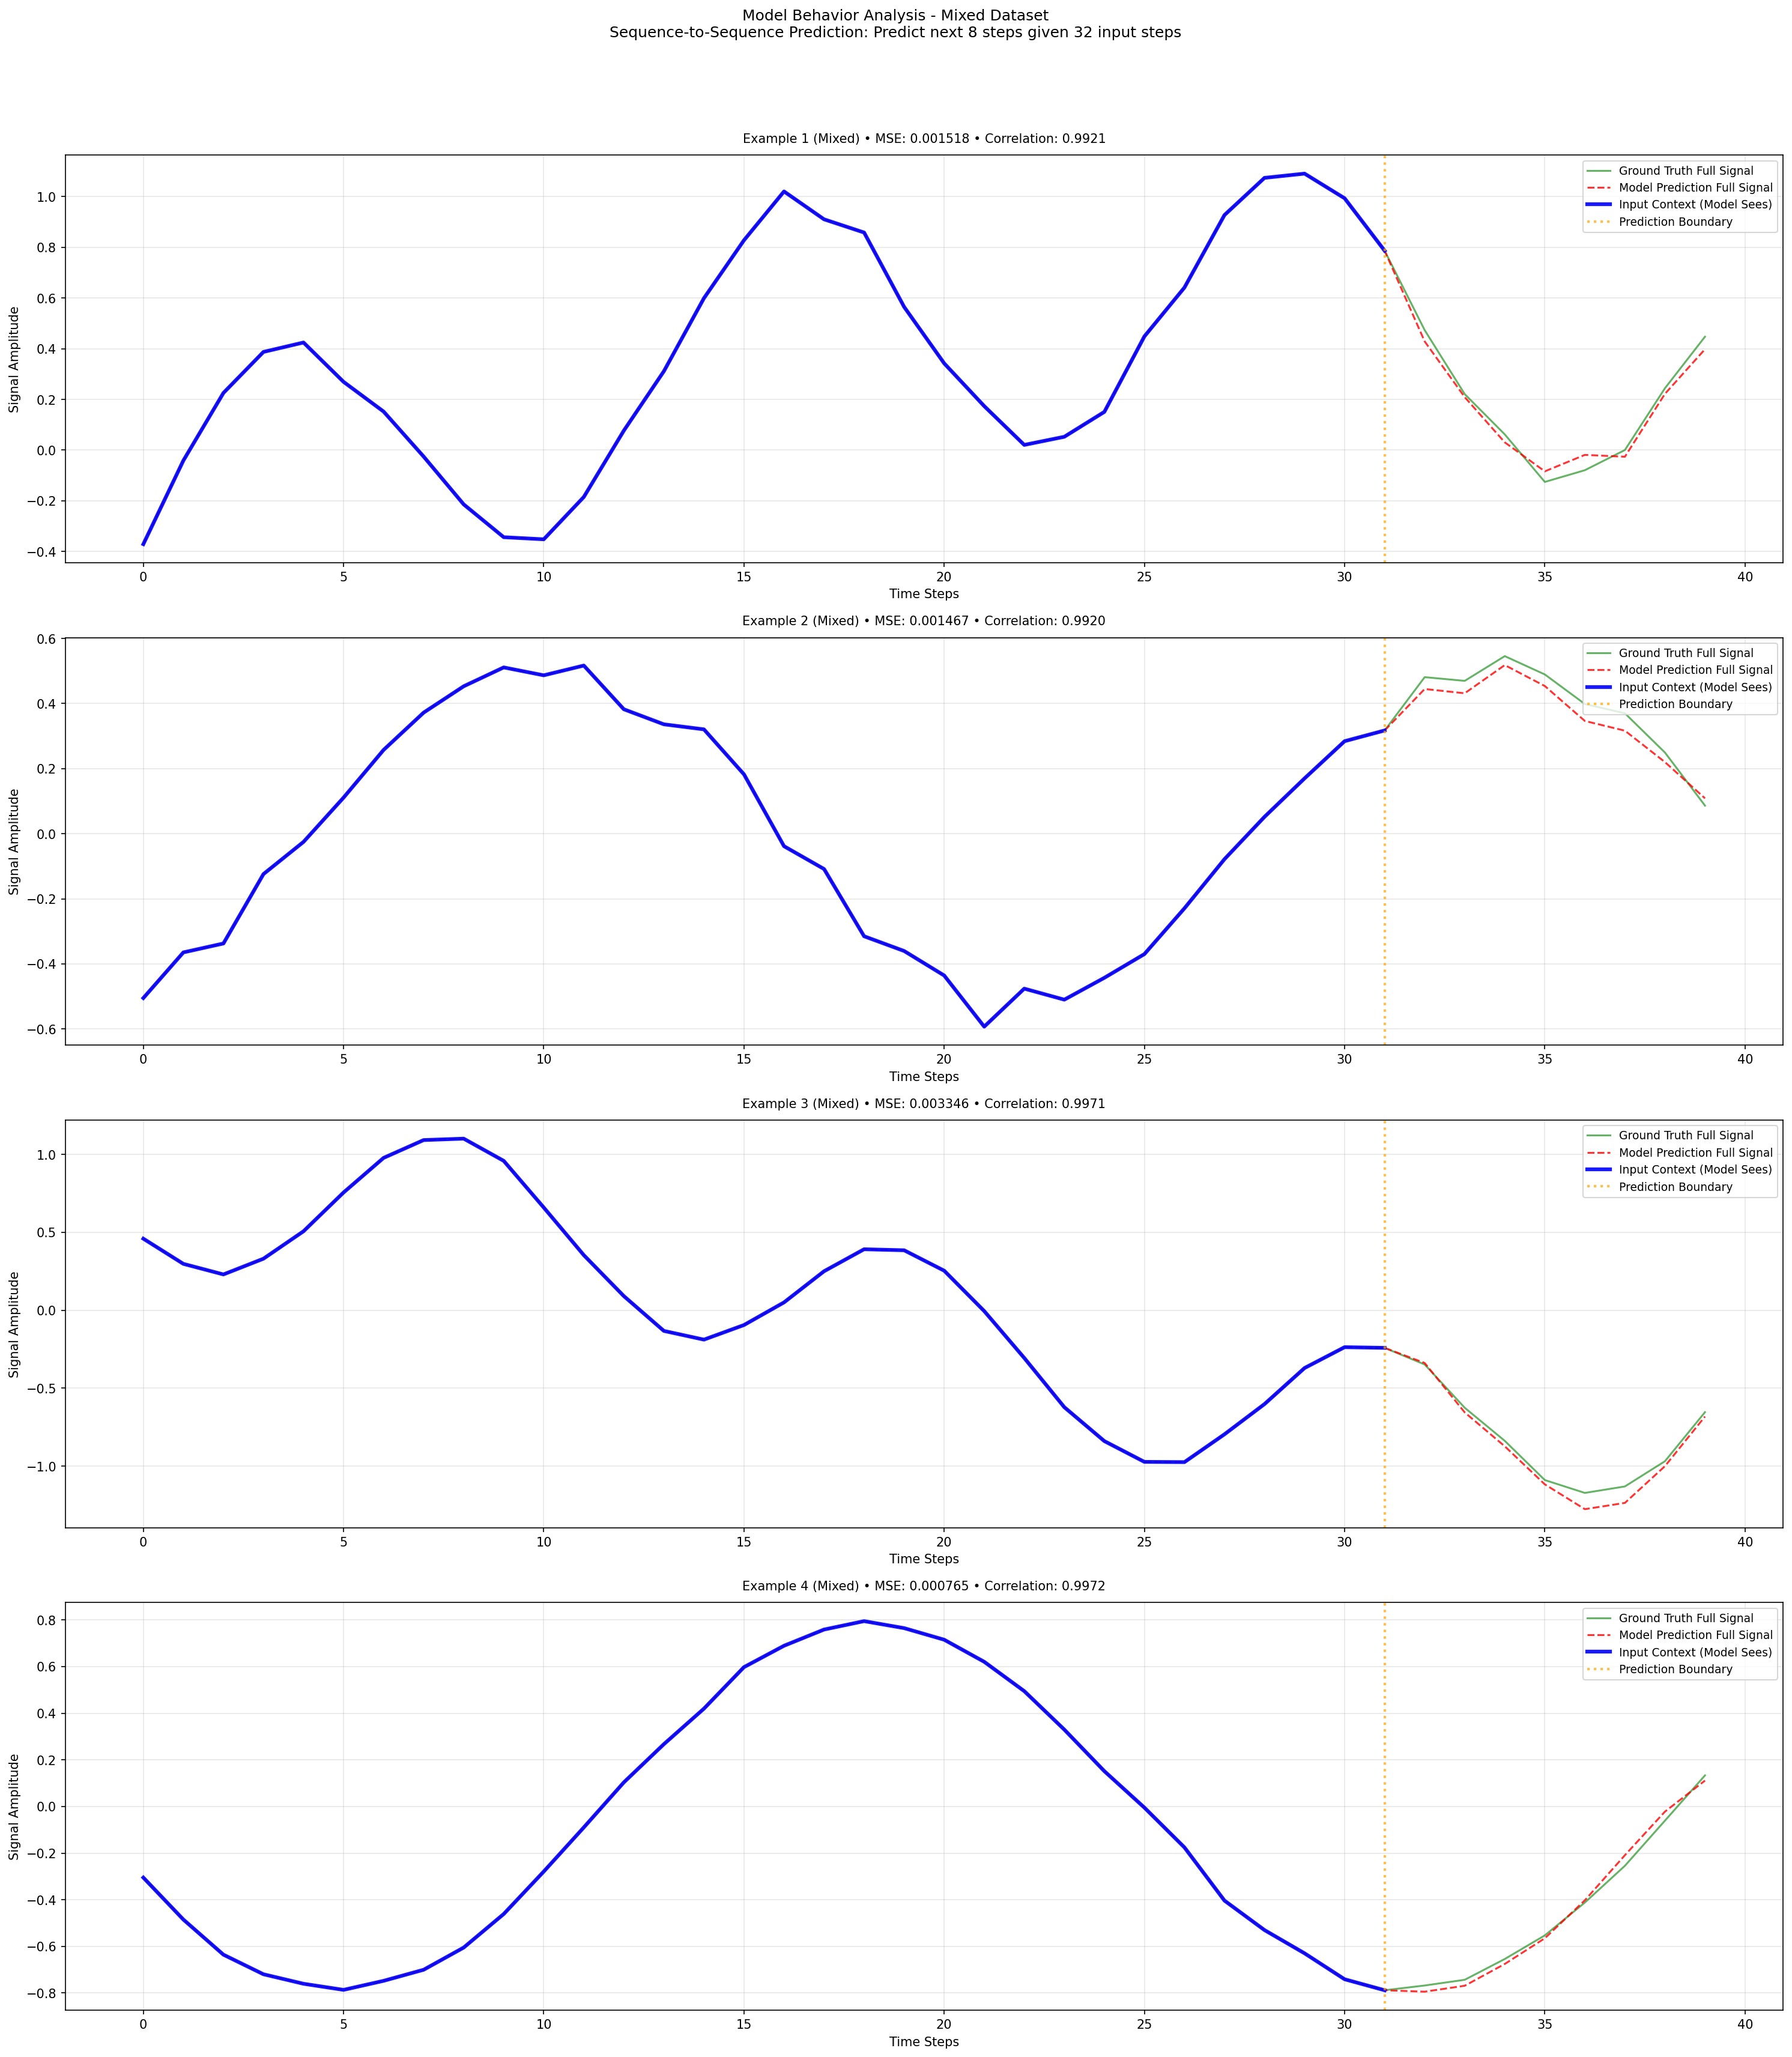 Model Behavior Analysis - Mixed Dataset
Sequence-to-Sequence Prediction: Predict next 8 steps given 32 input steps
Example 1 (Mixed) • MSE: 0.001518 • Correlation: 0.9921
Signal Amplitude
1.0
0.8
0.6
0.4
0.2
0.0
−0.2
−0.4
Ground Truth Full Signal
Model Prediction Full Signal
Input Context (Model Sees)
Prediction Boundary
0 5 10 15 20 25 30 35 40
Time Steps
Example 2 (Mixed) • MSE: 0.001467 • Correlation: 0.9920
Signal Amplitude
0.6
0.4
0.2
0.0
−0.2
−0.4
−0.6
Ground Truth Full Signal
Model Prediction Full Signal
Input Context (Model Sees)
Prediction Boundary
0 5 10 15 20 25 30 35 40
Time Steps
Example 3 (Mixed) • MSE: 0.003346 • Correlation: 0.9971
Signal Amplitude
1.0
0.5
0.0
−0.5
−1.0
Ground Truth Full Signal
Model Prediction Full Signal
Input Context (Model Sees)
Prediction Boundary
0 5 10 15 20 25 30 35 40
Time Steps
Example 4 (Mixed) • MSE: 0.000765 • Correlation: 0.9972
Signal Amplitude
0.8
0.6
0.4
0.2
0.0
−0.2
−0.4
−0.6
−0.8
Ground Truth Full Signal
Model Prediction Full Signal
Input Context (Model Sees)
Prediction Boundary
0 5 10 15 20 25 30 35 40
Time Steps